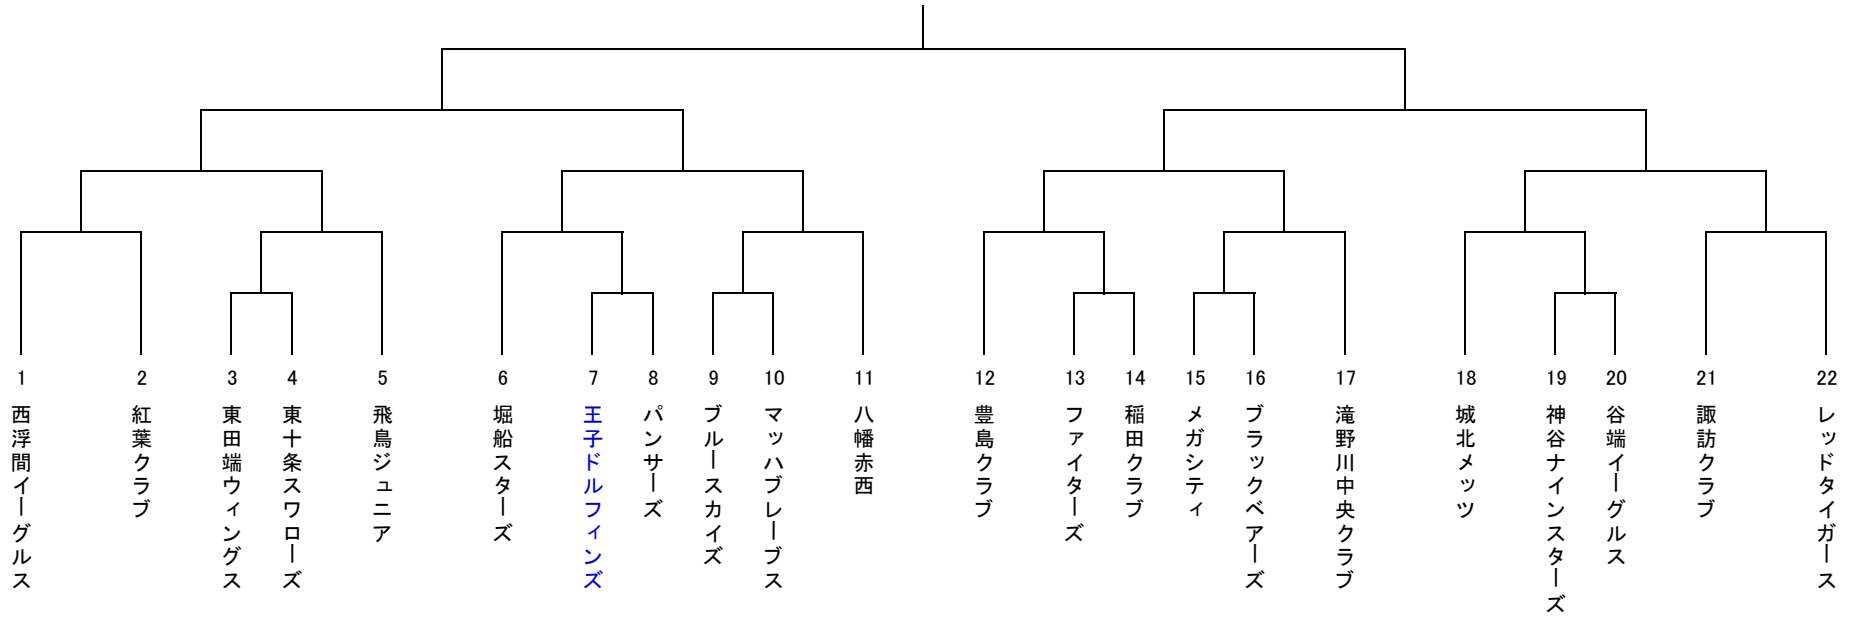 1
西浮間イーグルス
2
紅葉クラブ
3
東田端ウィングス
4
東十条スワローズ
5
飛鳥ジュニア
6
堀船スターズ
7
王子ドルフィンズ
8
パンサーズ
9
ブルースカイズ
10
マッハブレーブス
11
八幡赤西
12
豊島クラブ
13
ファイターズ
14
稲田クラブ
15
メガシティ
16
ブラックベアーズ
17
滝野川中央クラブ
18
城北メッツ
19
神谷ナインスターズ
20
谷端イーグルス
21
諏訪クラブ
22
レッドタイガース